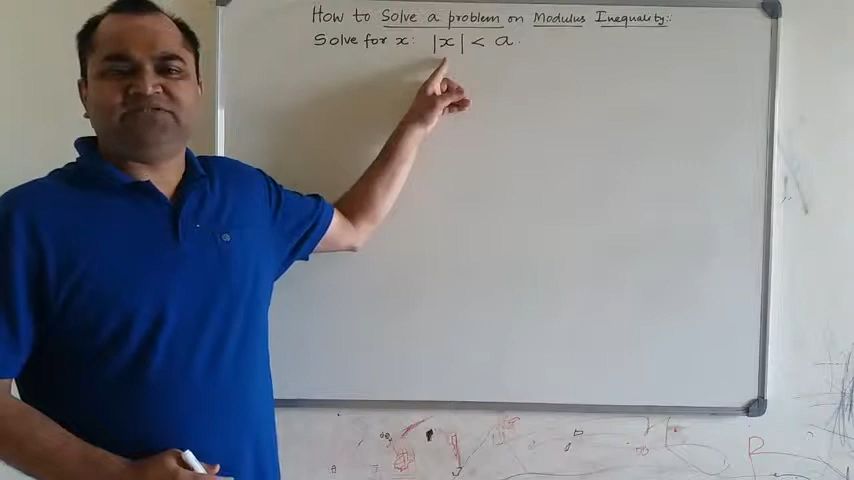 How to Solve a problem on Modulus Inequality:
Solve for x: |x| < a.
R